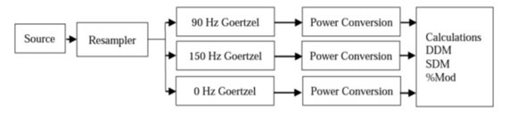 Source
Resampler
90 Hz Goertzel
Power Conversion
150 Hz Goertzel
Power Conversion
0 Hz Goertzel
Power Conversion
Calculations
DDM
SDM
%Mod